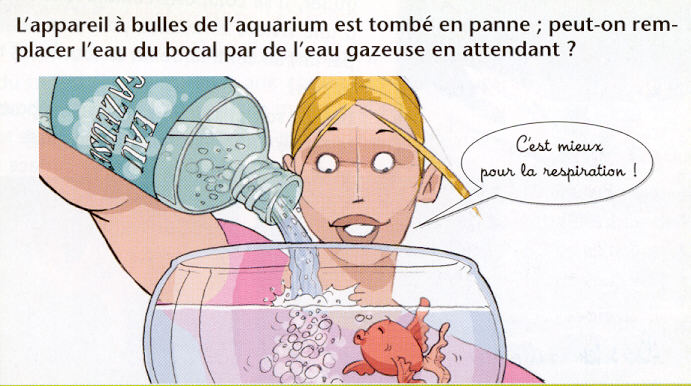 L'appareil à bulles de l'aquarium est tombé en panne ; peut-on rem-
placer l'eau du bocal par de l'eau gazeuse en attendant ?
EAU
GAZEUSE
C'est mieux
pour la respiration !